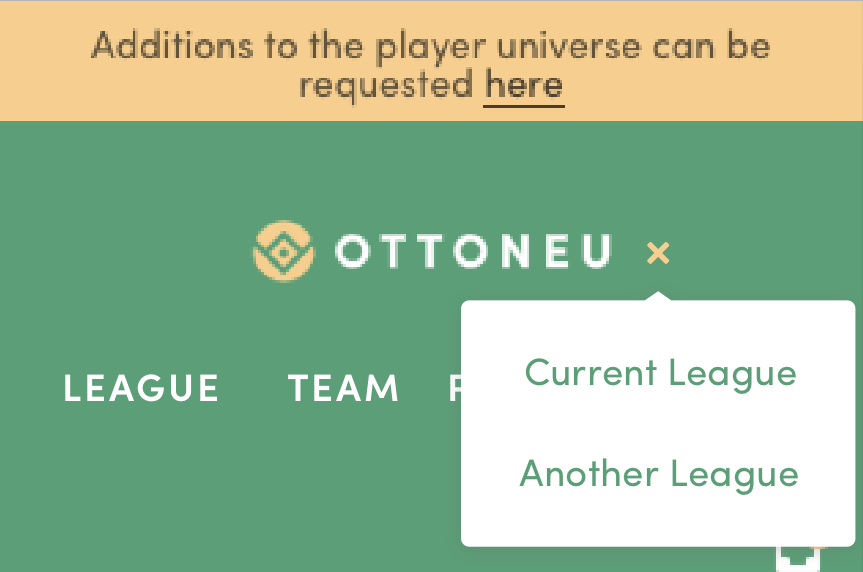 Additions to the player universe can be
requested here
OTTONEU
LEAGUE TEAM
Current League
Another League